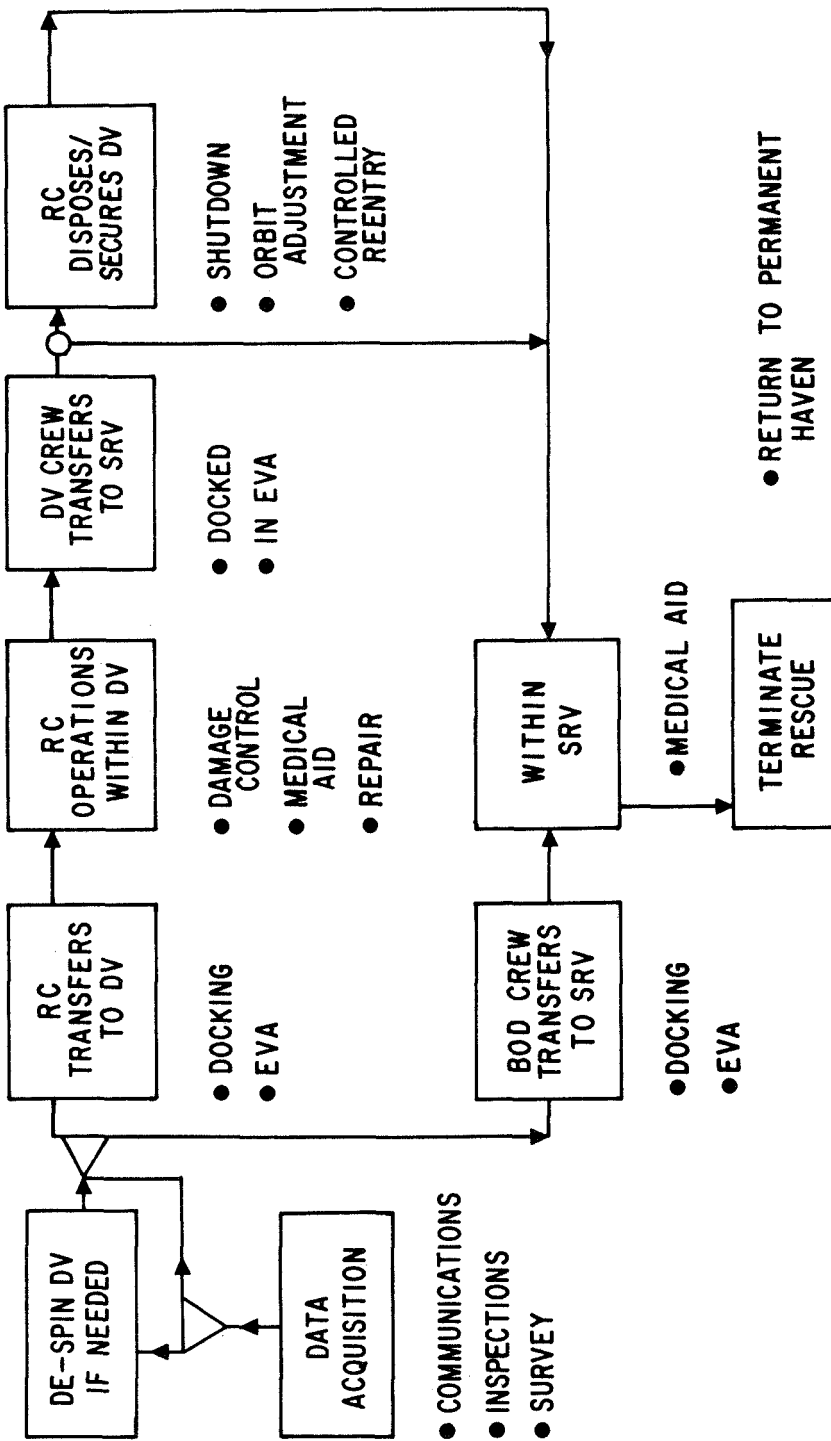 DATA
ACQUISITION
● COMMUNICATIONS
● INSPECTIONS
● SURVEY
DE-SPIN DV
IF NEEDED
RC
TRANSFERS
TO DV
● DOCKING
● EVA
RC
OPERATIONS
WITHIN DV
● DAMAGE
CONTROL
● MEDICAL
AID
● REPAIR
DV CREW
TRANSFERS
TO SRV
● DOCKED
● IN EVA
RC
DISPOSES/
SECURES DV
● SHUTDOWN
● ORBIT
ADJUSTMENT
● CONTROLLED
REENTRY
BOD CREW
TRANSFERS
TO SRV
● DOCKING
● EVA
WITHIN
SRV
● MEDICAL AID
TERMINATE
RESCUE
● RETURN TO PERMANENT
HAVEN